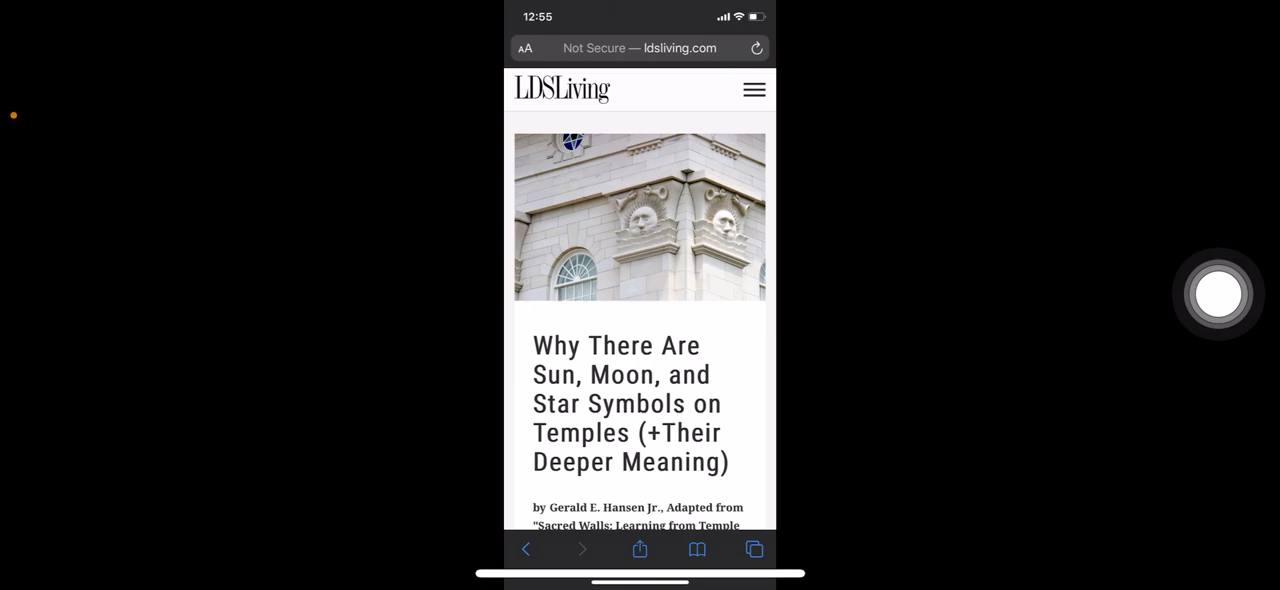 12:55
AA Not Secure — ldsliving.com
LDSLiving
Why There Are
Sun, Moon, and
Star Symbols on
Temples (+Their
Deeper Meaning)
by Gerald E. Hansen Jr., Adapted from
"Sacred Walls: Learning from Temple